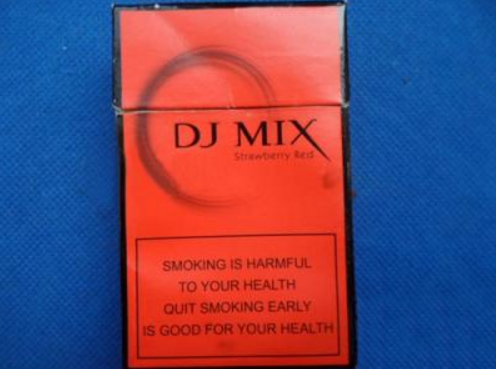 DJ MIX
Strawberry Red
SMOKING IS HARMFUL
TO YOUR HEALTH
QUIT SMOKING EARLY
IS GOOD FOR YOUR HEALTH